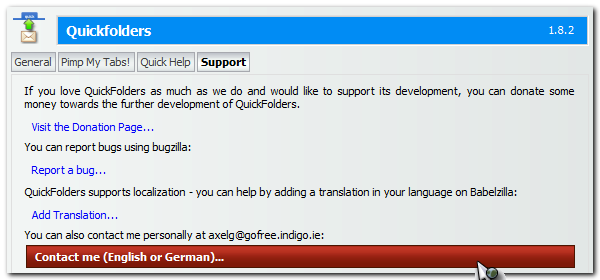 Quickfolders
1.8.2
General Pimp My Tabs! Quick Help Support
If you love QuickFolders as much as we do and would like to support its development, you can donate some
money towards the further development of QuickFolders.
Visit the Donation Page...
You can report bugs using bugzilla:
Report a bug...
QuickFolders supports localization - you can help by adding a translation in your language on Babelzilla:
Add Translation...
You can also contact me personally at axelg@gofree.indigo.ie:
Contact me (English or German)...